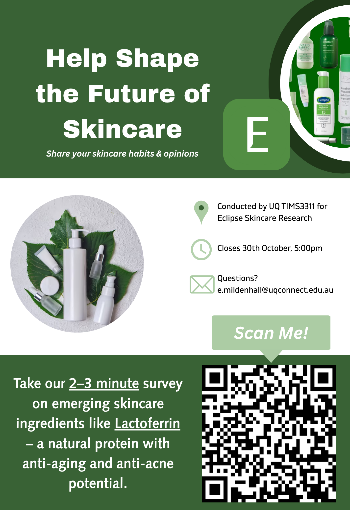 Help Shape
the Future of
Skincare
Share your skincare habits & opinions
E
Conducted by UQ TIMS3311 for
Eclipse Skincare Research
Closes 30th October, 5:00pm
Questions?
e.mildenhall@uqconnect.edu.au
Scan Me!
Take our 2–3 minute survey
on emerging skincare
ingredients like Lactoferrin
– a natural protein with
anti-aging and anti-acne
potential.